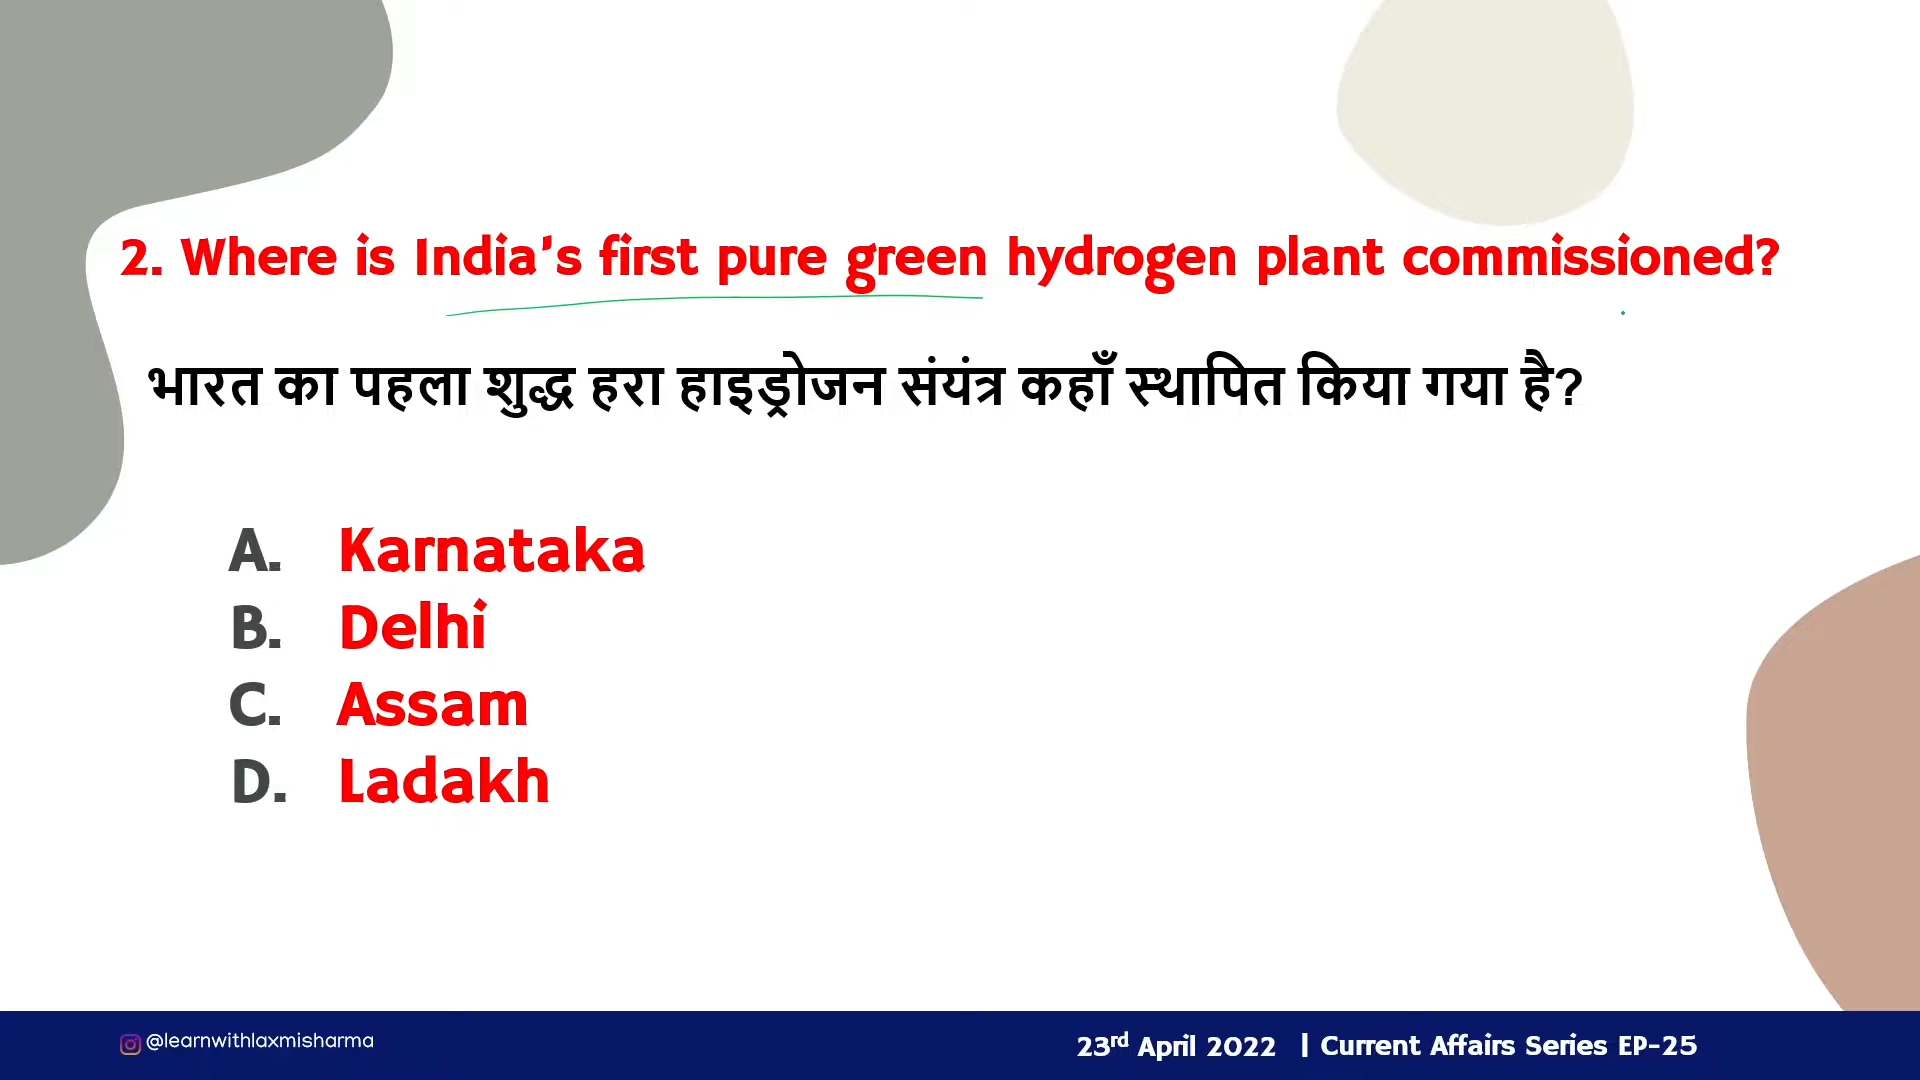 2. Where is India's first pure green hydrogen plant commissioned?
भारत का पहला शुद्ध हरा हाइड्रोजन संयंत्र कहाँ स्थापित किया गया है?
A. Karnataka
B. Delhi
C. Assam
D. Ladakh
@learnwithlaxmisharma
23rd April 2022 | Current Affairs Series EP-25